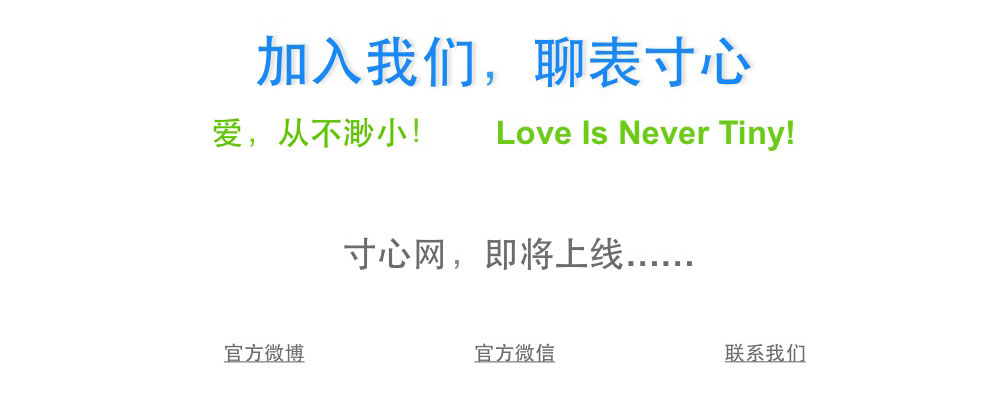 加入我们，聊表寸心
爱，从不渺小！ Love Is Never Tiny!
寸心网，即将上线......
官方微博 官方微信 联系我们